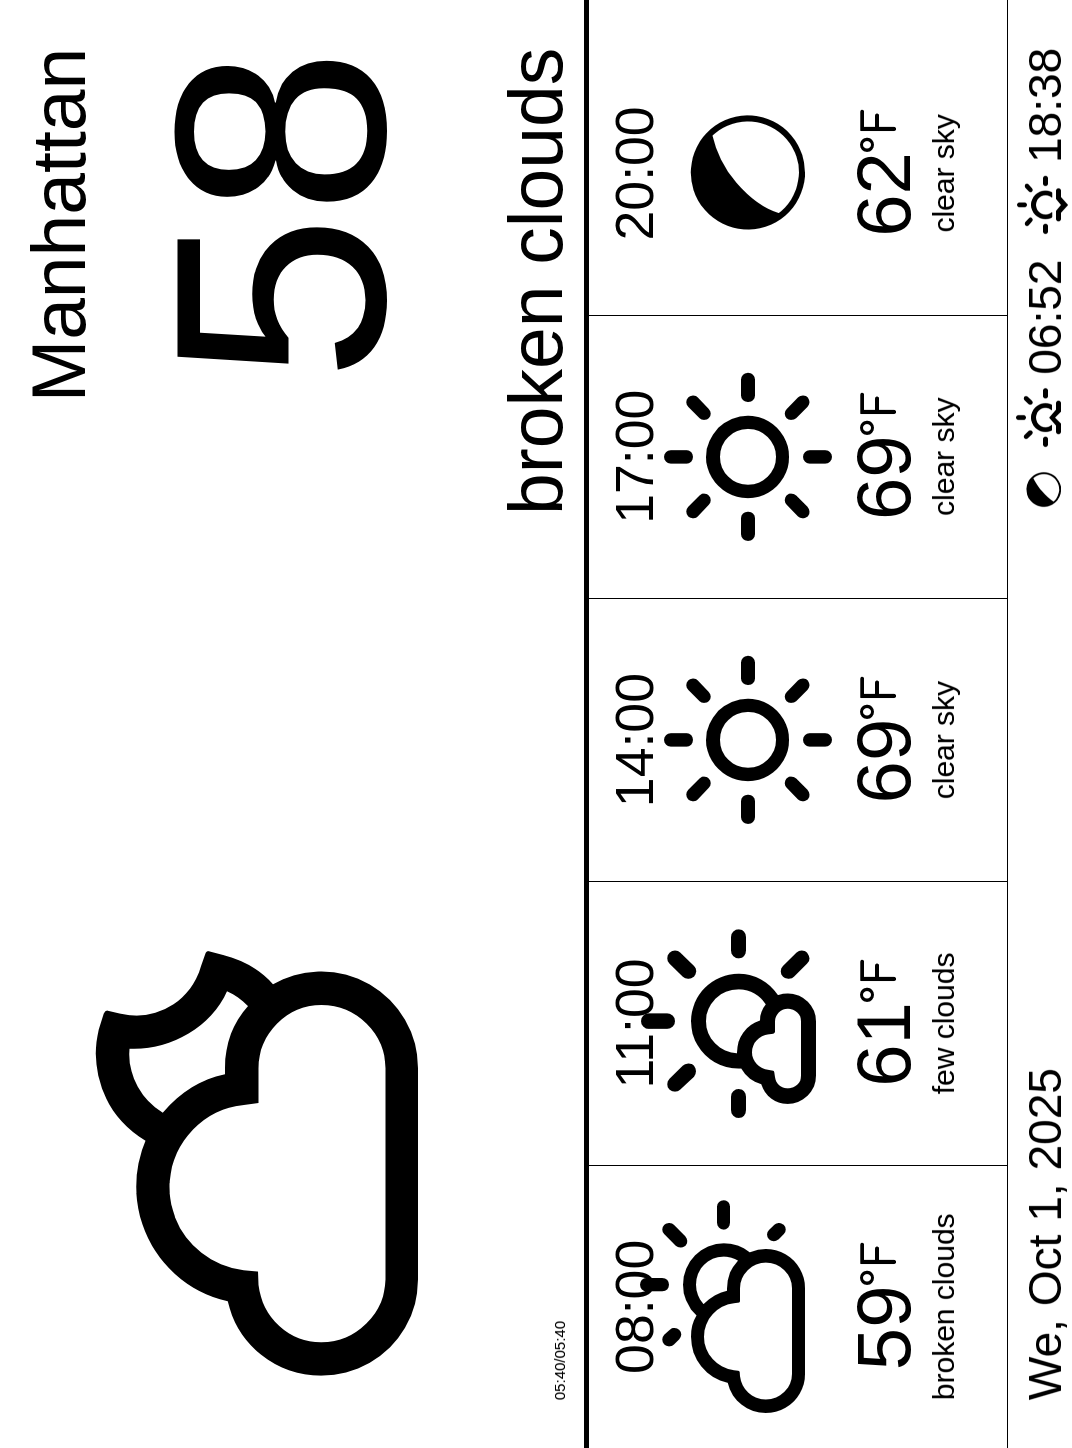 Manhattan
58
broken clouds
05:40/05:40
08:00 11:00 14:00 17:00 20:00
59°F 61°F 69°F 69°F 62°F
broken clouds few clouds clear sky clear sky clear sky
We, Oct 1, 2025 06:52 18:38